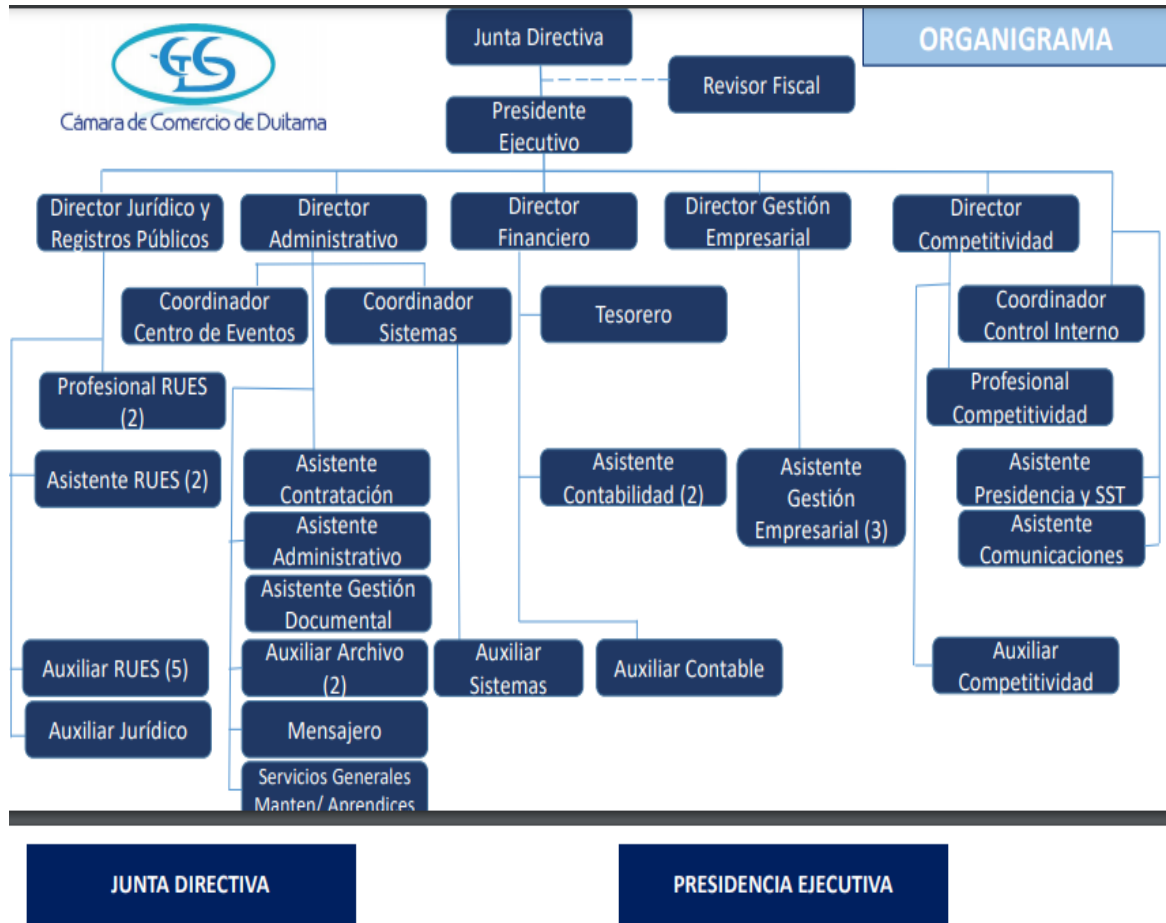 Junta Directiva
ORGANIGRAMA
GTS
Cámara de Comercio de Duitama
Revisor Fiscal
Presidente
Ejecutivo
Director Jurídico y
Registros Públicos
Director
Administrativo
Director
Financiero
Director Gestión
Empresarial
Director
Competitividad
Coordinador
Centro de Eventos
Coordinador
Sistemas
Tesorero
Coordinador
Control Interno
Profesional RUES
(2)
Profesional
Competitividad
Asistente RUES (2)
Asistente
Contratación
Asistente
Contabilidad (2)
Asistente
Gestión
Empresarial (3)
Asistente
Presidencia y SST
Asistente
Administrativo
Asistente
Comunicaciones
Asistente Gestión
Documental
Auxiliar RUES (5)
Auxiliar Archivo
(2)
Auxiliar
Sistemas
Auxiliar Contable
Auxiliar
Competitividad
Auxiliar Jurídico
Mensajero
Servicios Generales
Manten/ Aprendices
JUNTA DIRECTIVA
PRESIDENCIA EJECUTIVA